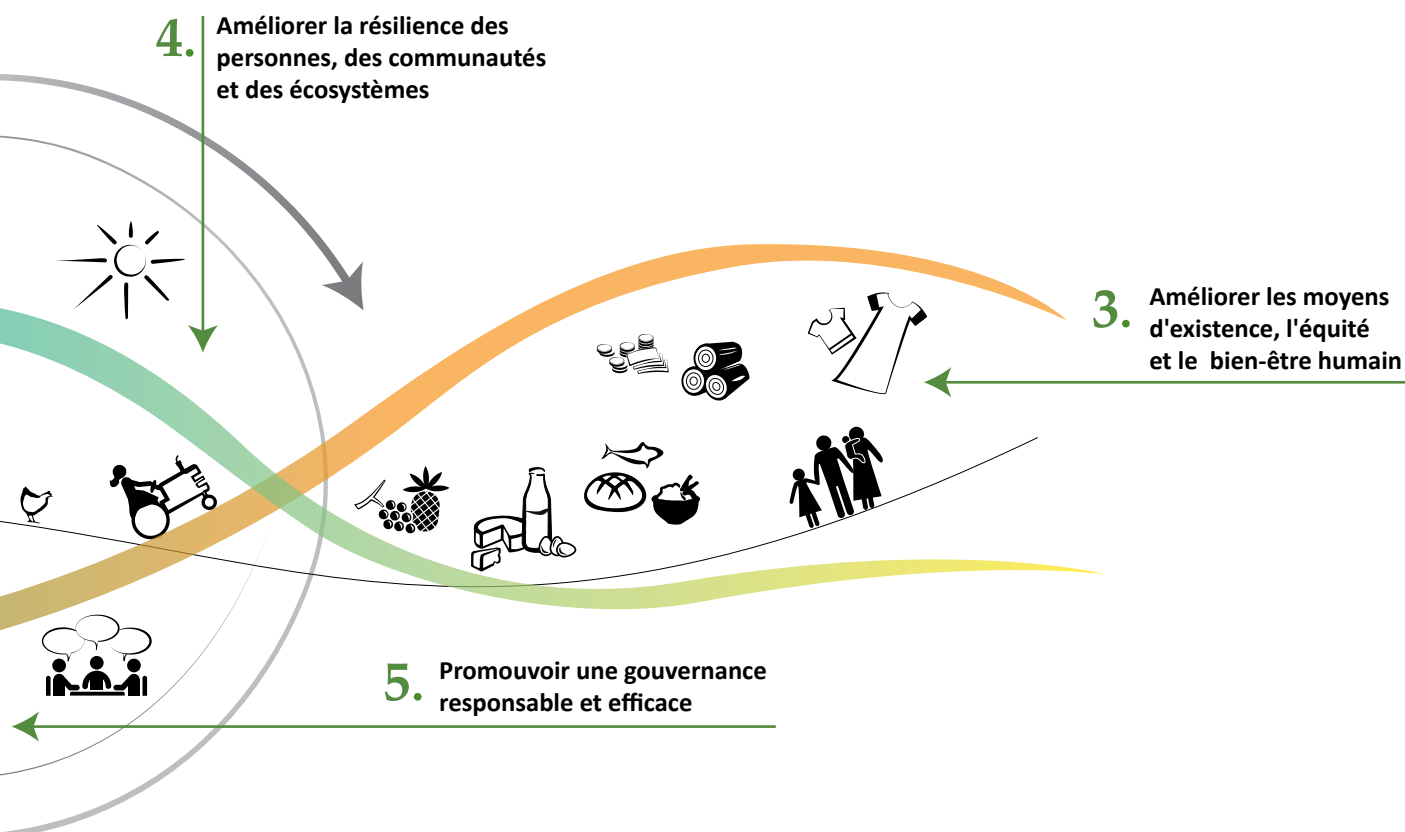 4. Améliorer la résilience des
personnes, des communautés
et des écosystèmes
3. Améliorer les moyens
d'existence, l'équité
et le bien-être humain
5. Promouvoir une gouvernance
responsable et efficace